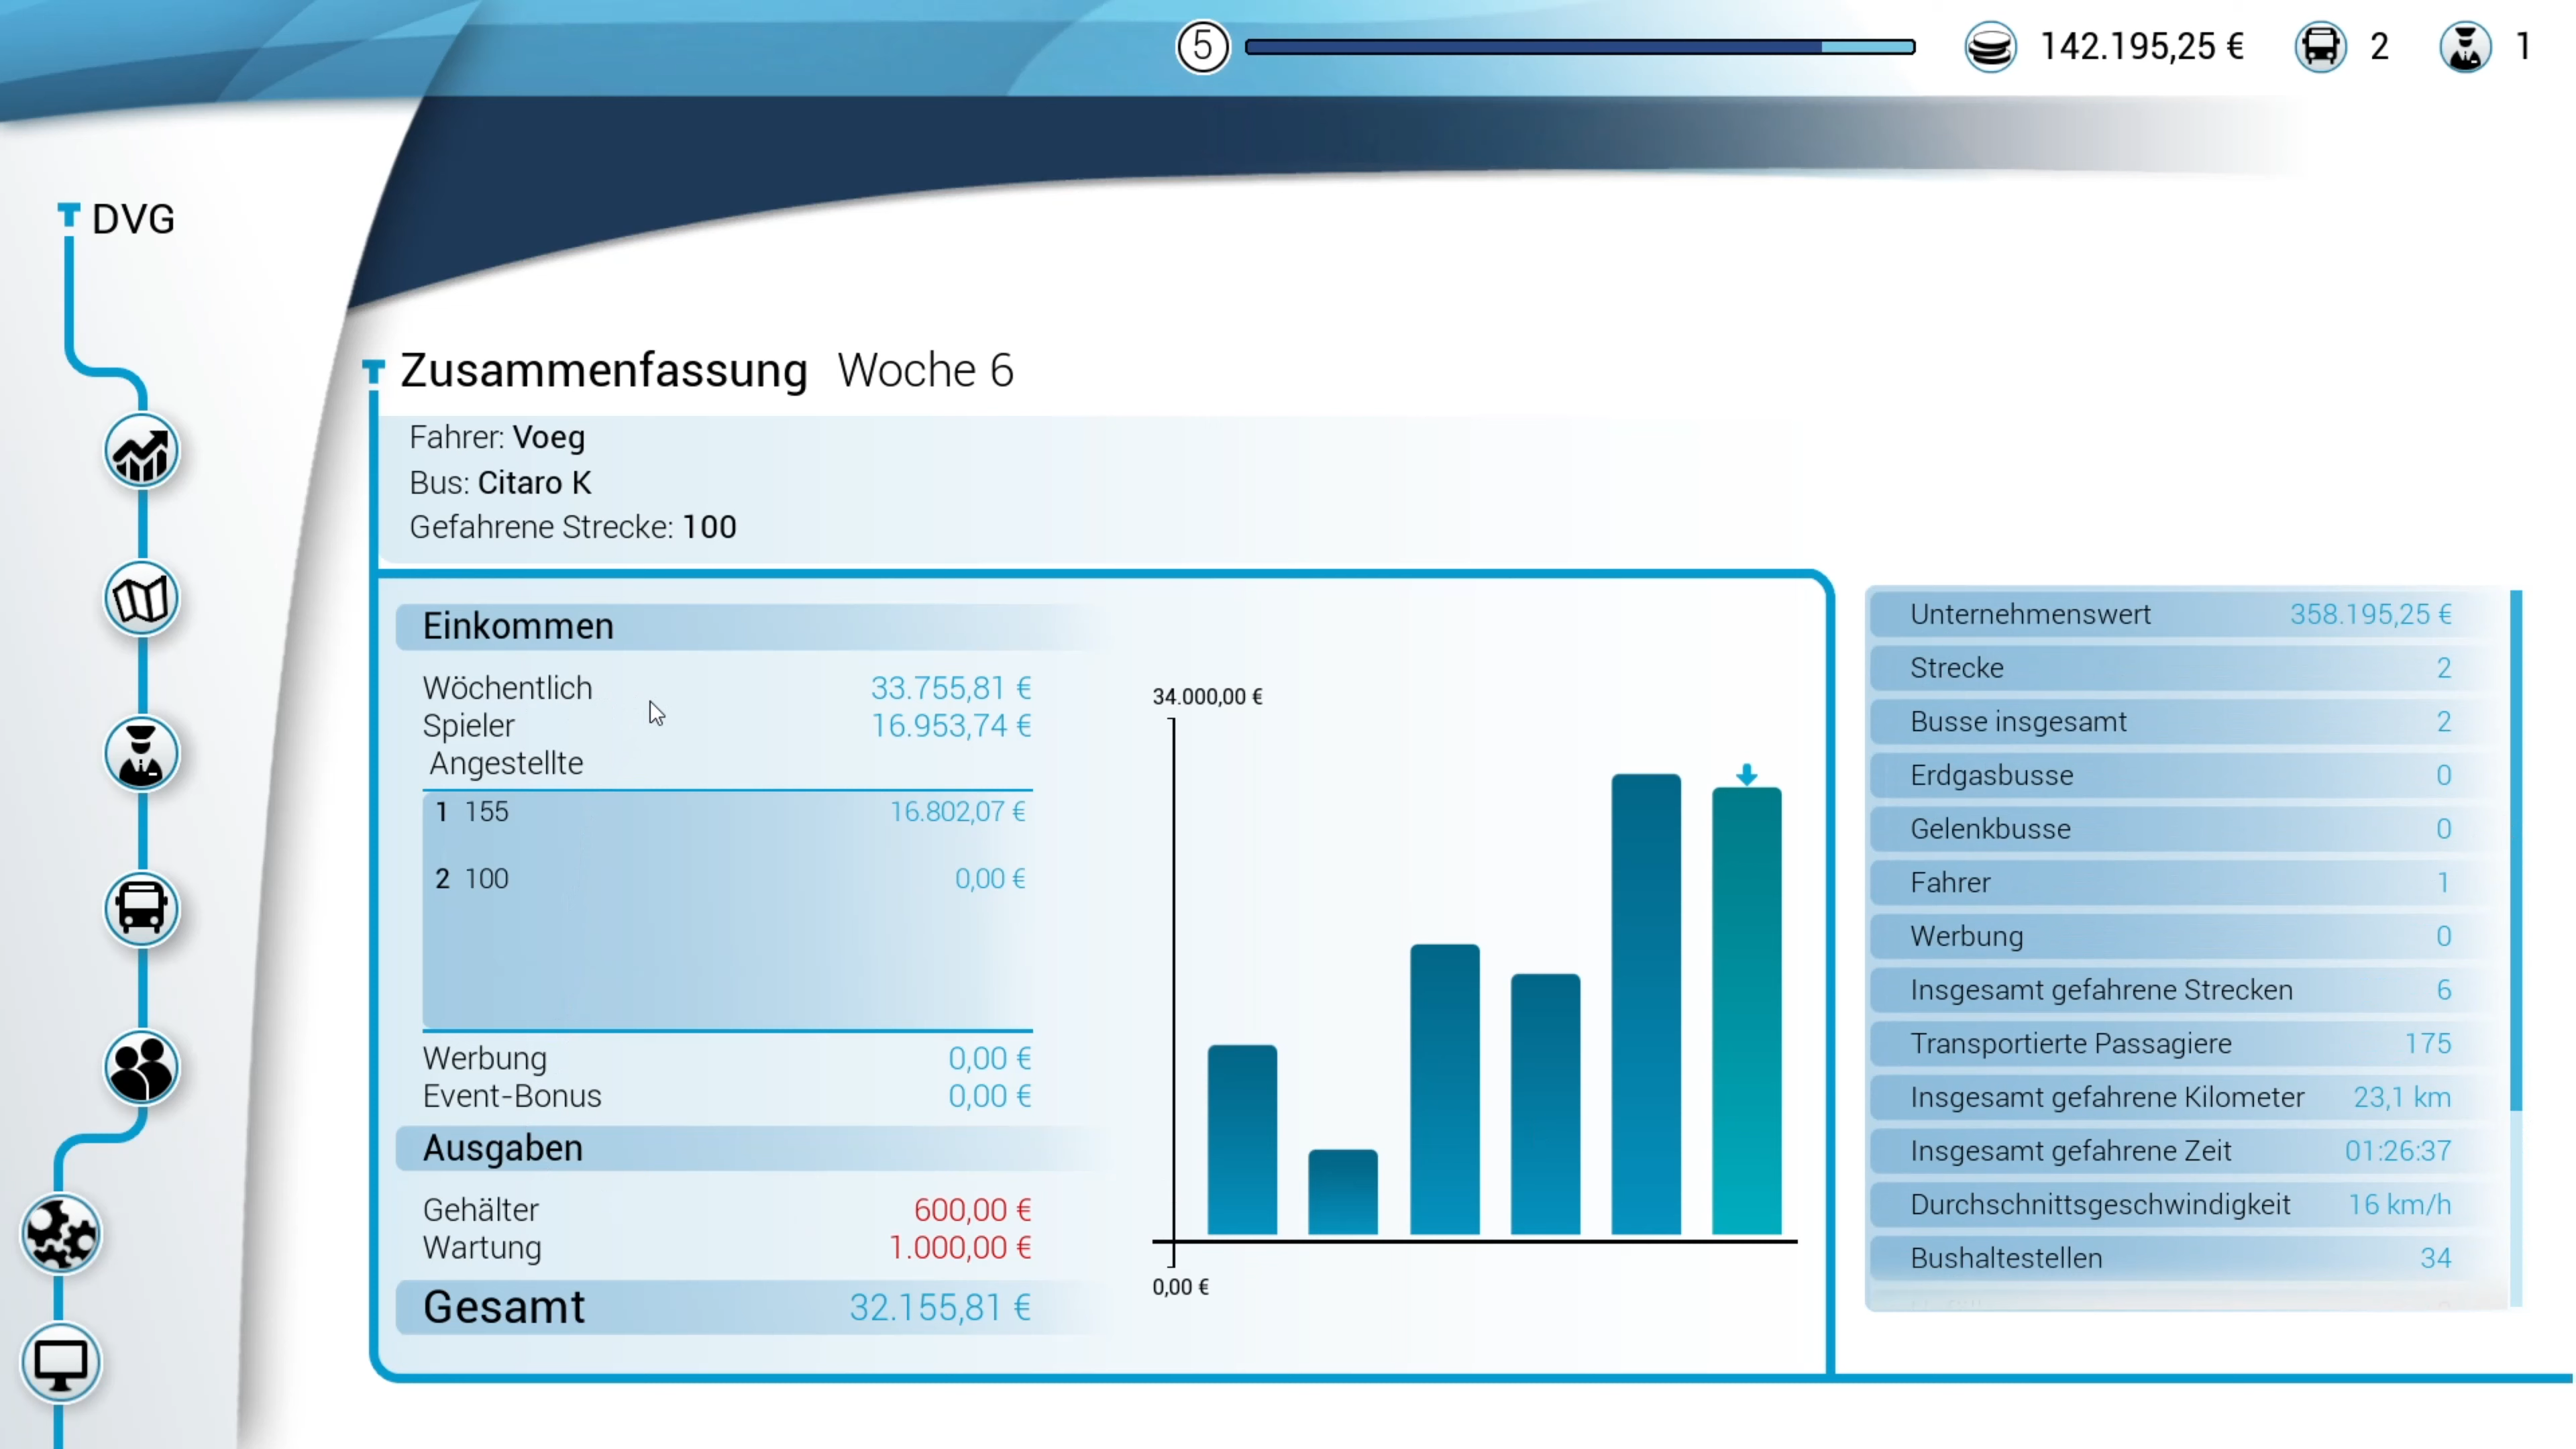 5
142.195,25 €
2
1
DVG
Zusammenfassung Woche 6
Fahrer: Voeg
Bus: Citaro K
Gefahrene Strecke: 100
Einkommen
Wöchentlich 33.755,81 €
Spieler 16.953,74 €
Angestellte
1 155 16.802,07 €
2 100 0,00 €
Werbung 0,00 €
Event-Bonus 0,00 €
Ausgaben
Gehälter 600,00 €
Wartung 1.000,00 €
Gesamt 32.155,81 €
34.000,00 €
0,00 €
Unternehmenswert 358.195,25 €
Strecke 2
Busse insgesamt 2
Erdgasbusse 0
Gelenkbusse 0
Fahrer 1
Werbung 0
Insgesamt gefahrene Strecken 6
Transportierte Passagiere 175
Insgesamt gefahrene Kilometer 23,1 km
Insgesamt gefahrene Zeit 01:26:37
Durchschnittsgeschwindigkeit 16 km/h
Bushaltestellen 34